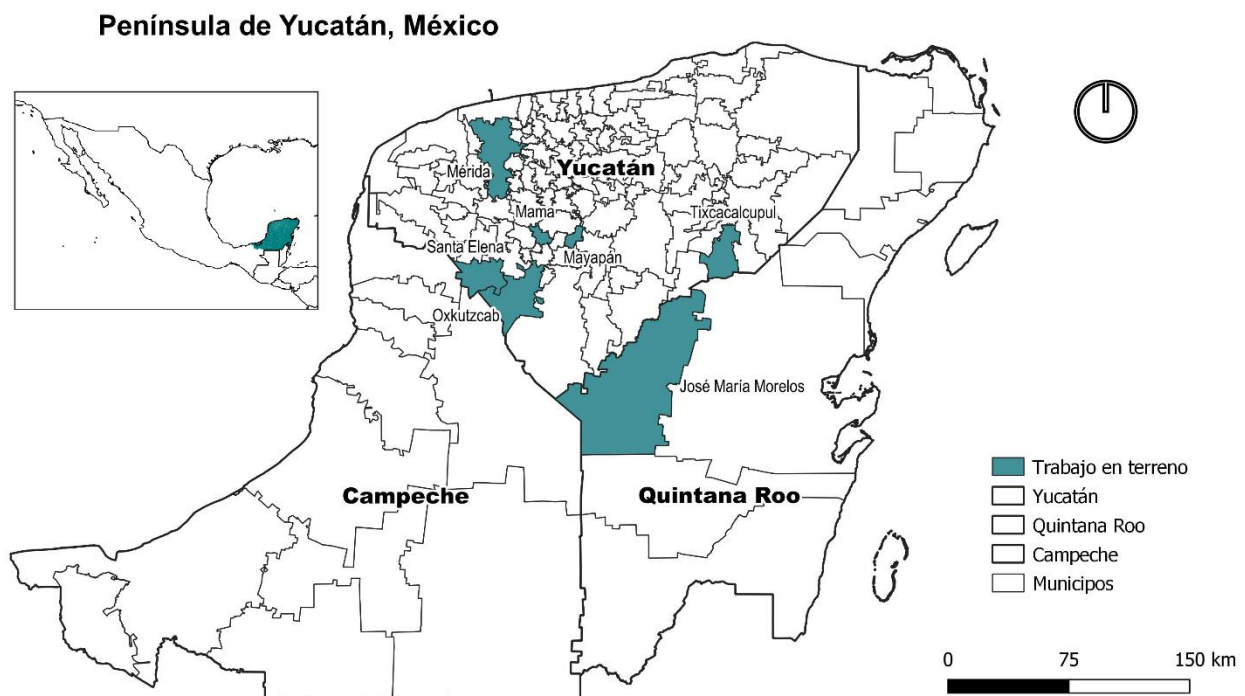 Península de Yucatán, México
Mérida
Yucatán
Mama
Tixcacalcupul
Santa Elena
Mayapán
Oxkutzcab
José María Morelos
Campeche
Quintana Roo
Trabajo en terreno
Yucatán
Quintana Roo
Campeche
Municipos
0 75 150 km